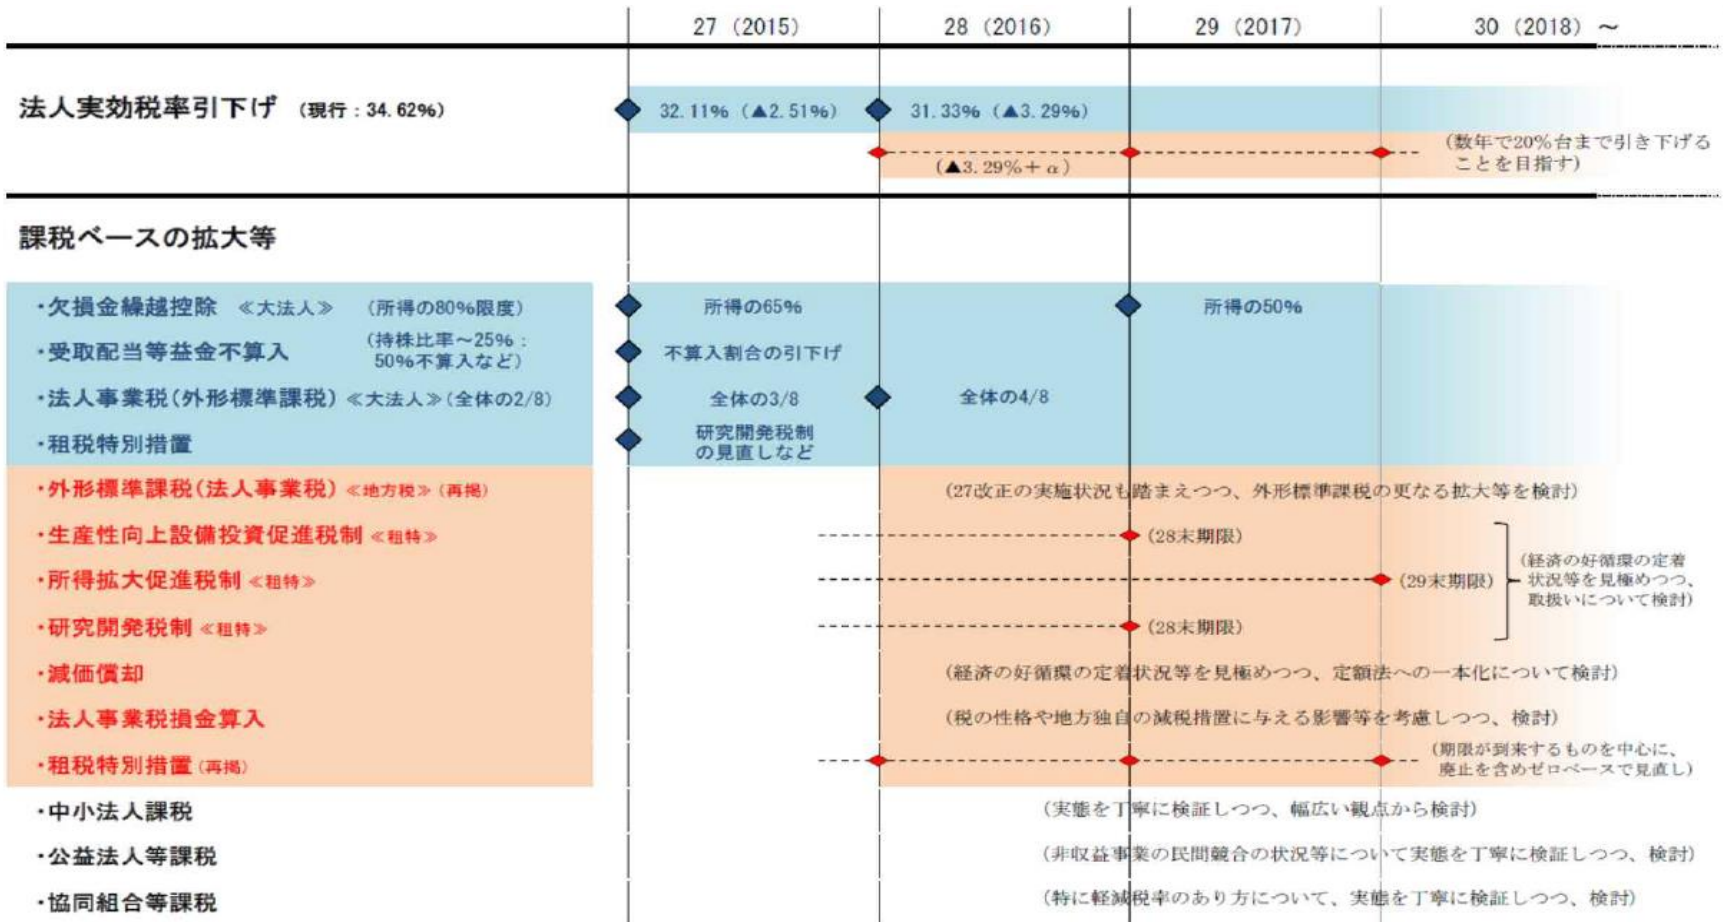 27 (2015) 28 (2016) 29 (2017) 30 (2018) ～
法人実効税率引下げ (現行：34.62%) 32.11% (▲2.51%) 31.33% (▲3.29%)
(▲3.29%＋α)
(数年で20%台まで引き下げる
ことを目指す)
課税ベースの拡大等
・欠損金繰越控除 ≪大法人≫ (所得の80%限度) 所得の65% 所得の50%
・受取配当等益金不算入 (持株比率～25%：
50%不算入など) 不算入割合の引下げ
・法人事業税(外形標準課税) ≪大法人≫(全体の2/8) 全体の3/8 全体の4/8
・租税特別措置 研究開発税制
の見直しなど
・外形標準課税(法人事業税) ≪地方税≫ (再掲) (27改正の実施状況も踏まえつつ、外形標準課税の更なる拡大等を検討)
・生産性向上設備投資促進税制 ≪租特≫ (28末期限)
・所得拡大促進税制 ≪租特≫ (29末期限)
(経済の好循環の定着
状況等を見極めつつ、
取扱いについて検討)
・研究開発税制 ≪租特≫ (28末期限)
・減価償却 (経済の好循環の定着状況等を見極めつつ、定額法への一本化について検討)
・法人事業税損金算入 (税の性格や地方独自の減税措置に与える影響等を考慮しつつ、検討)
・租税特別措置 (再掲) (期限が到来するものを中心に、
廃止を含めゼロベースで見直し)
・中小法人課税 (実態を丁寧に検証しつつ、幅広い観点から検討)
・公益法人等課税 (非収益事業の民間競合の状況等について実態を丁寧に検証しつつ、検討)
・協同組合等課税 (特に軽減税率のあり方について、実態を丁寧に検証しつつ、検討)